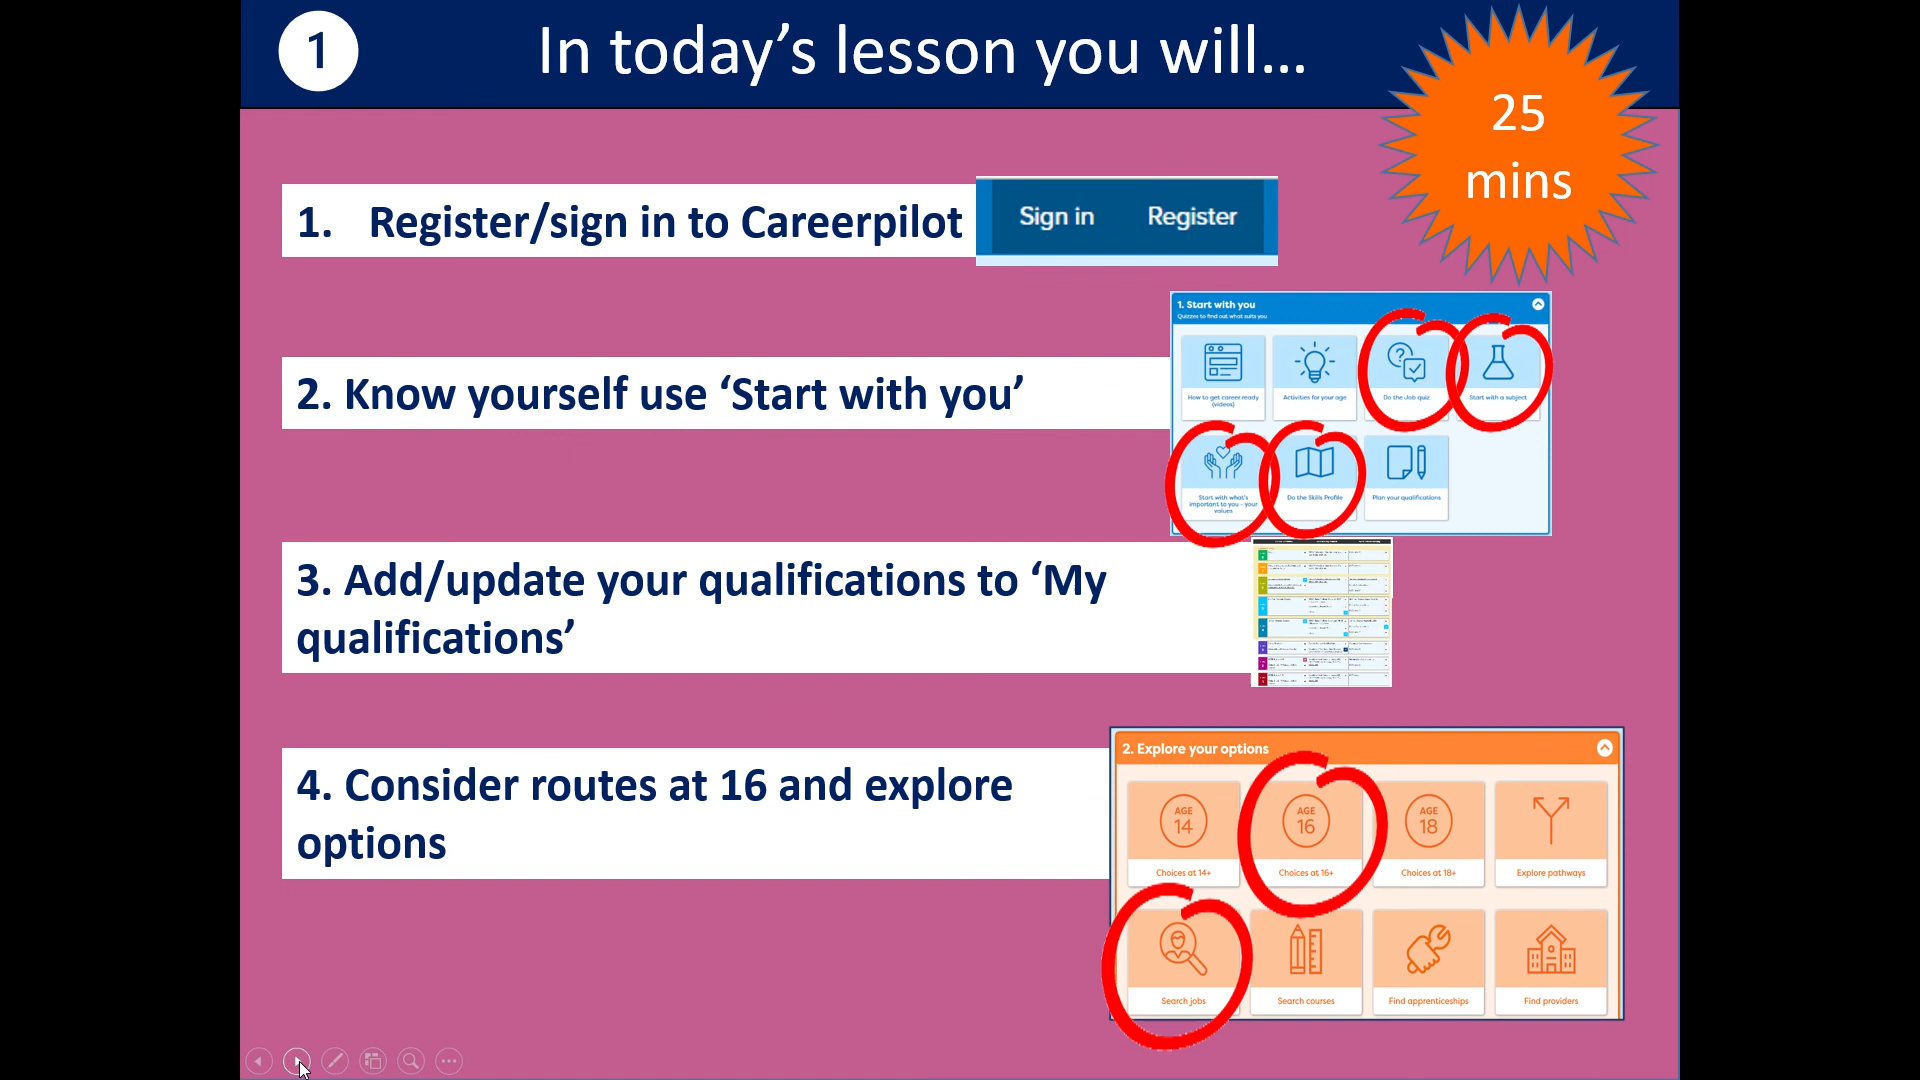 1
In today’s lesson you will...
25
mins
1. Register/sign in to Careerpilot
Sign in Register
1. Start with you
Quizzes to find out what suits you
How to get career ready
(videos)
Activities for your age
Do the Job quiz
Start with a subject
2. Know yourself use ‘Start with you’
Start with what's
important to you - your
values
Do the Skills Profile
Plan your qualifications
3. Add/update your qualifications to ‘My
qualifications’
4. Consider routes at 16 and explore
options
2. Explore your options
AGE
14
AGE
16
AGE
18
Choices at 14+
Choices at 16+
Choices at 18+
Explore pathways
Search jobs
Search courses
Find apprenticeships
Find providers